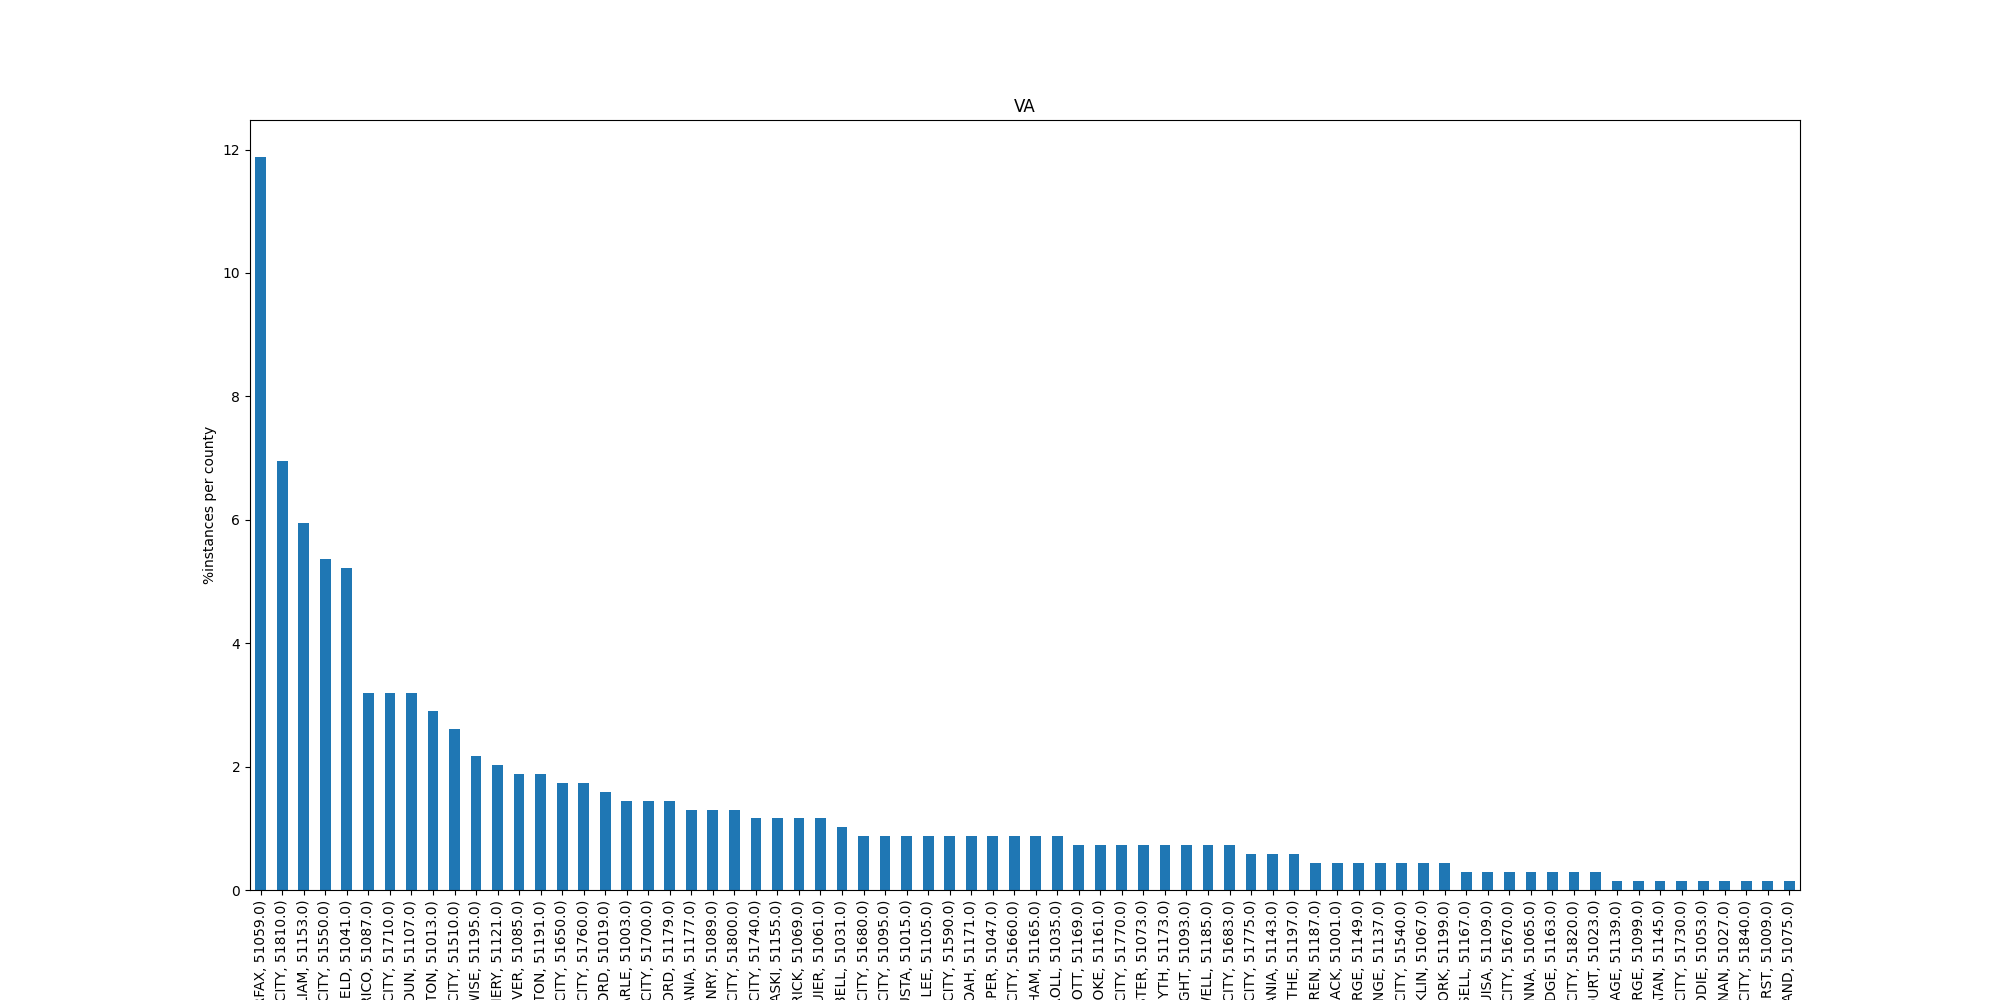 VA
%instances per county
12
10
8
6
4
2
0
FAX, 51059.0)
CITY, 51810.0)
IAM, 51153.0)
CITY, 51550.0)
ELD, 51041.0)
RICO, 51087.0)
CITY, 51710.0)
OUN, 51107.0)
TON, 51013.0)
CITY, 51510.0)
WISE, 51195.0)
ERY, 51121.0)
VER, 51085.0)
TON, 51191.0)
CITY, 51650.0)
CITY, 51760.0)
ORD, 51019.0)
RLE, 51003.0)
CITY, 51700.0)
ORD, 51179.0)
ANIA, 51177.0)
NRY, 51089.0)
CITY, 51800.0)
CITY, 51740.0)
ASKI, 51155.0)
RICK, 51069.0)
UIER, 51061.0)
BELL, 51031.0)
CITY, 51680.0)
CITY, 51095.0)
USTA, 51015.0)
LEE, 51105.0)
CITY, 51590.0)
DAH, 51171.0)
PER, 51047.0)
CITY, 51660.0)
HAM, 51165.0)
OLL, 51035.0)
OTT, 51169.0)
OKE, 51161.0)
CITY, 51770.0)
TER, 51073.0)
YTH, 51173.0)
GHT, 51093.0)
WELL, 51185.0)
CITY, 51683.0)
CITY, 51775.0)
ANIA, 51143.0)
THE, 51197.0)
REN, 51187.0)
ACK, 51001.0)
RGE, 51149.0)
NGE, 51137.0)
CITY, 51540.0)
KLIN, 51067.0)
ORK, 51199.0)
SELL, 51167.0)
UISA, 51109.0)
CITY, 51670.0)
NNA, 51065.0)
DGE, 51163.0)
CITY, 51820.0)
OURT, 51023.0)
AGE, 51139.0)
RGE, 51099.0)
TAN, 51145.0)
CITY, 51730.0)
DDIE, 51053.0)
NAN, 51027.0)
CITY, 51840.0)
RST, 51009.0)
AND, 51075.0)